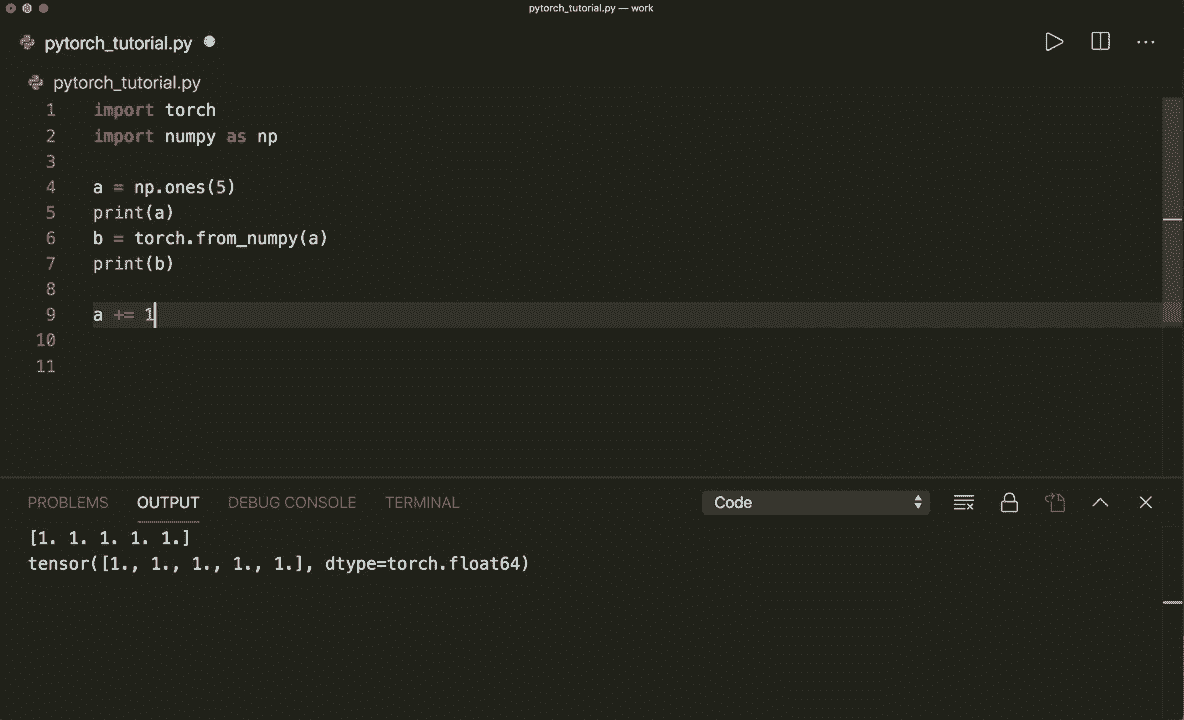 pytorch_tutorial.py — work
pytorch_tutorial.py
pytorch_tutorial.py
1 import torch
2 import numpy as np
3
4 a = np.ones(5)
5 print(a)
6 b = torch.from_numpy(a)
7 print(b)
8
9 a += 1
10
11
PROBLEMS OUTPUT DEBUG CONSOLE TERMINAL Code
[1. 1. 1. 1. 1.]
tensor([1., 1., 1., 1., 1.], dtype=torch.float64)